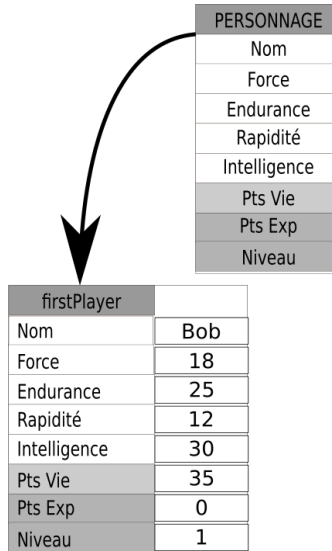 PERSONNAGE
Nom
Force
Endurance
Rapidité
Intelligence
Pts Vie
Pts Exp
Niveau
firstPlayer
Nom Bob
Force 18
Endurance 25
Rapidité 12
Intelligence 30
Pts Vie 35
Pts Exp 0
Niveau 1